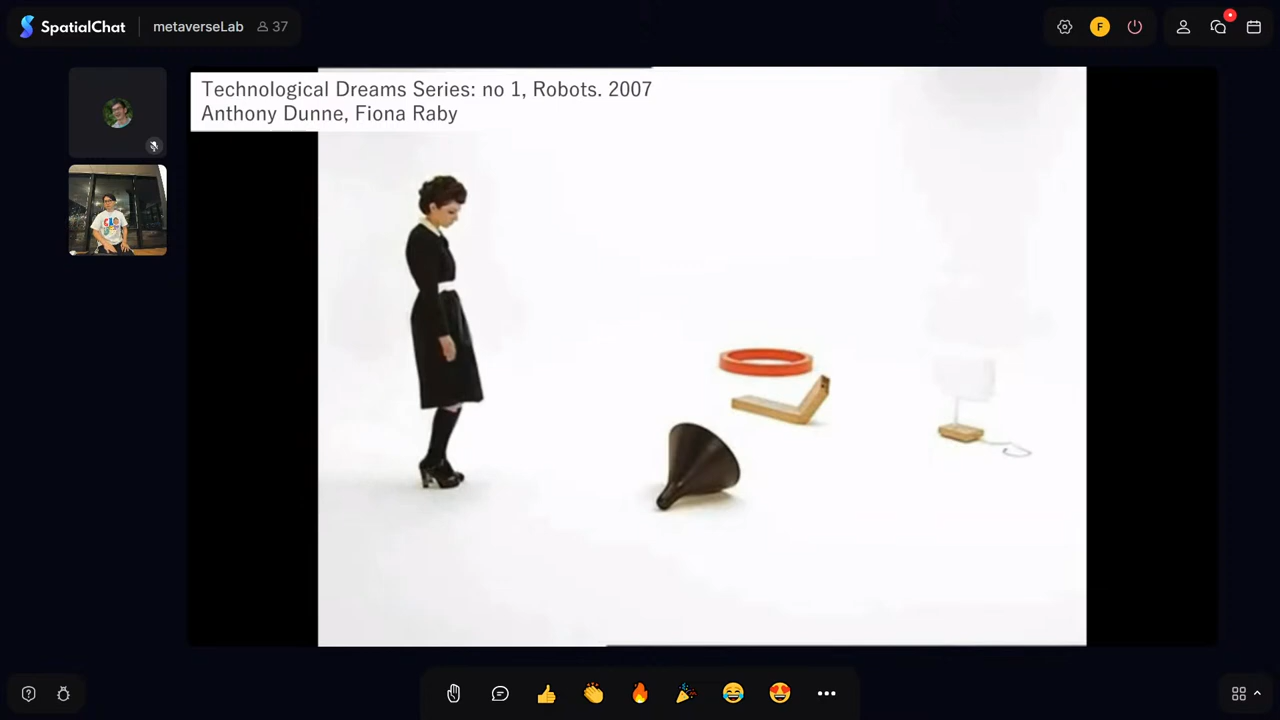 SpatialChat
metaverseLab
37
F
Technological Dreams Series: no 1, Robots. 2007
Anthony Dunne, Fiona Raby